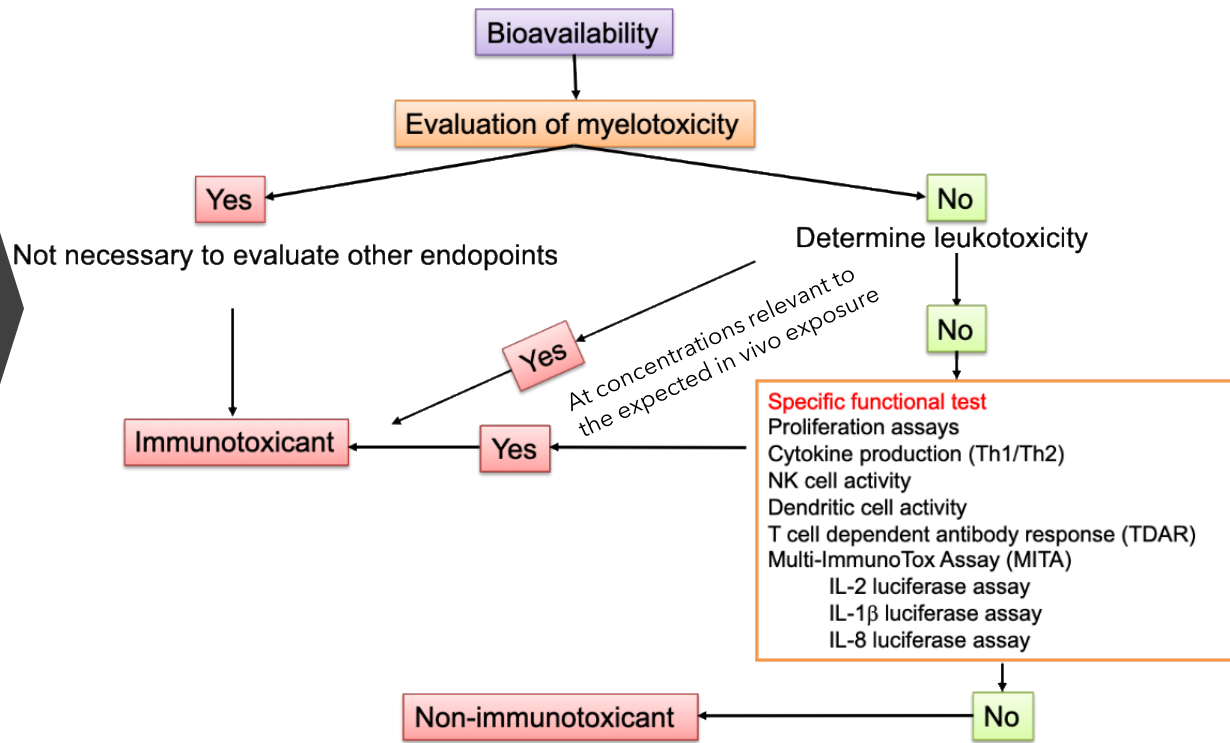 Bioavailability
Evaluation of myelotoxicity
Yes
No
Not necessary to evaluate other endopoints
Determine leukotoxicity
Yes
At concentrations relevant to
the expected in vivo exposure
No
Immunotoxicant
Yes
Specific functional test
Proliferation assays
Cytokine production (Th1/Th2)
NK cell activity
Dendritic cell activity
T cell dependent antibody response (TDAR)
Multi-ImmunoTox Assay (MITA)
IL-2 luciferase assay
IL-1β luciferase assay
IL-8 luciferase assay
Non-immunotoxicant
No